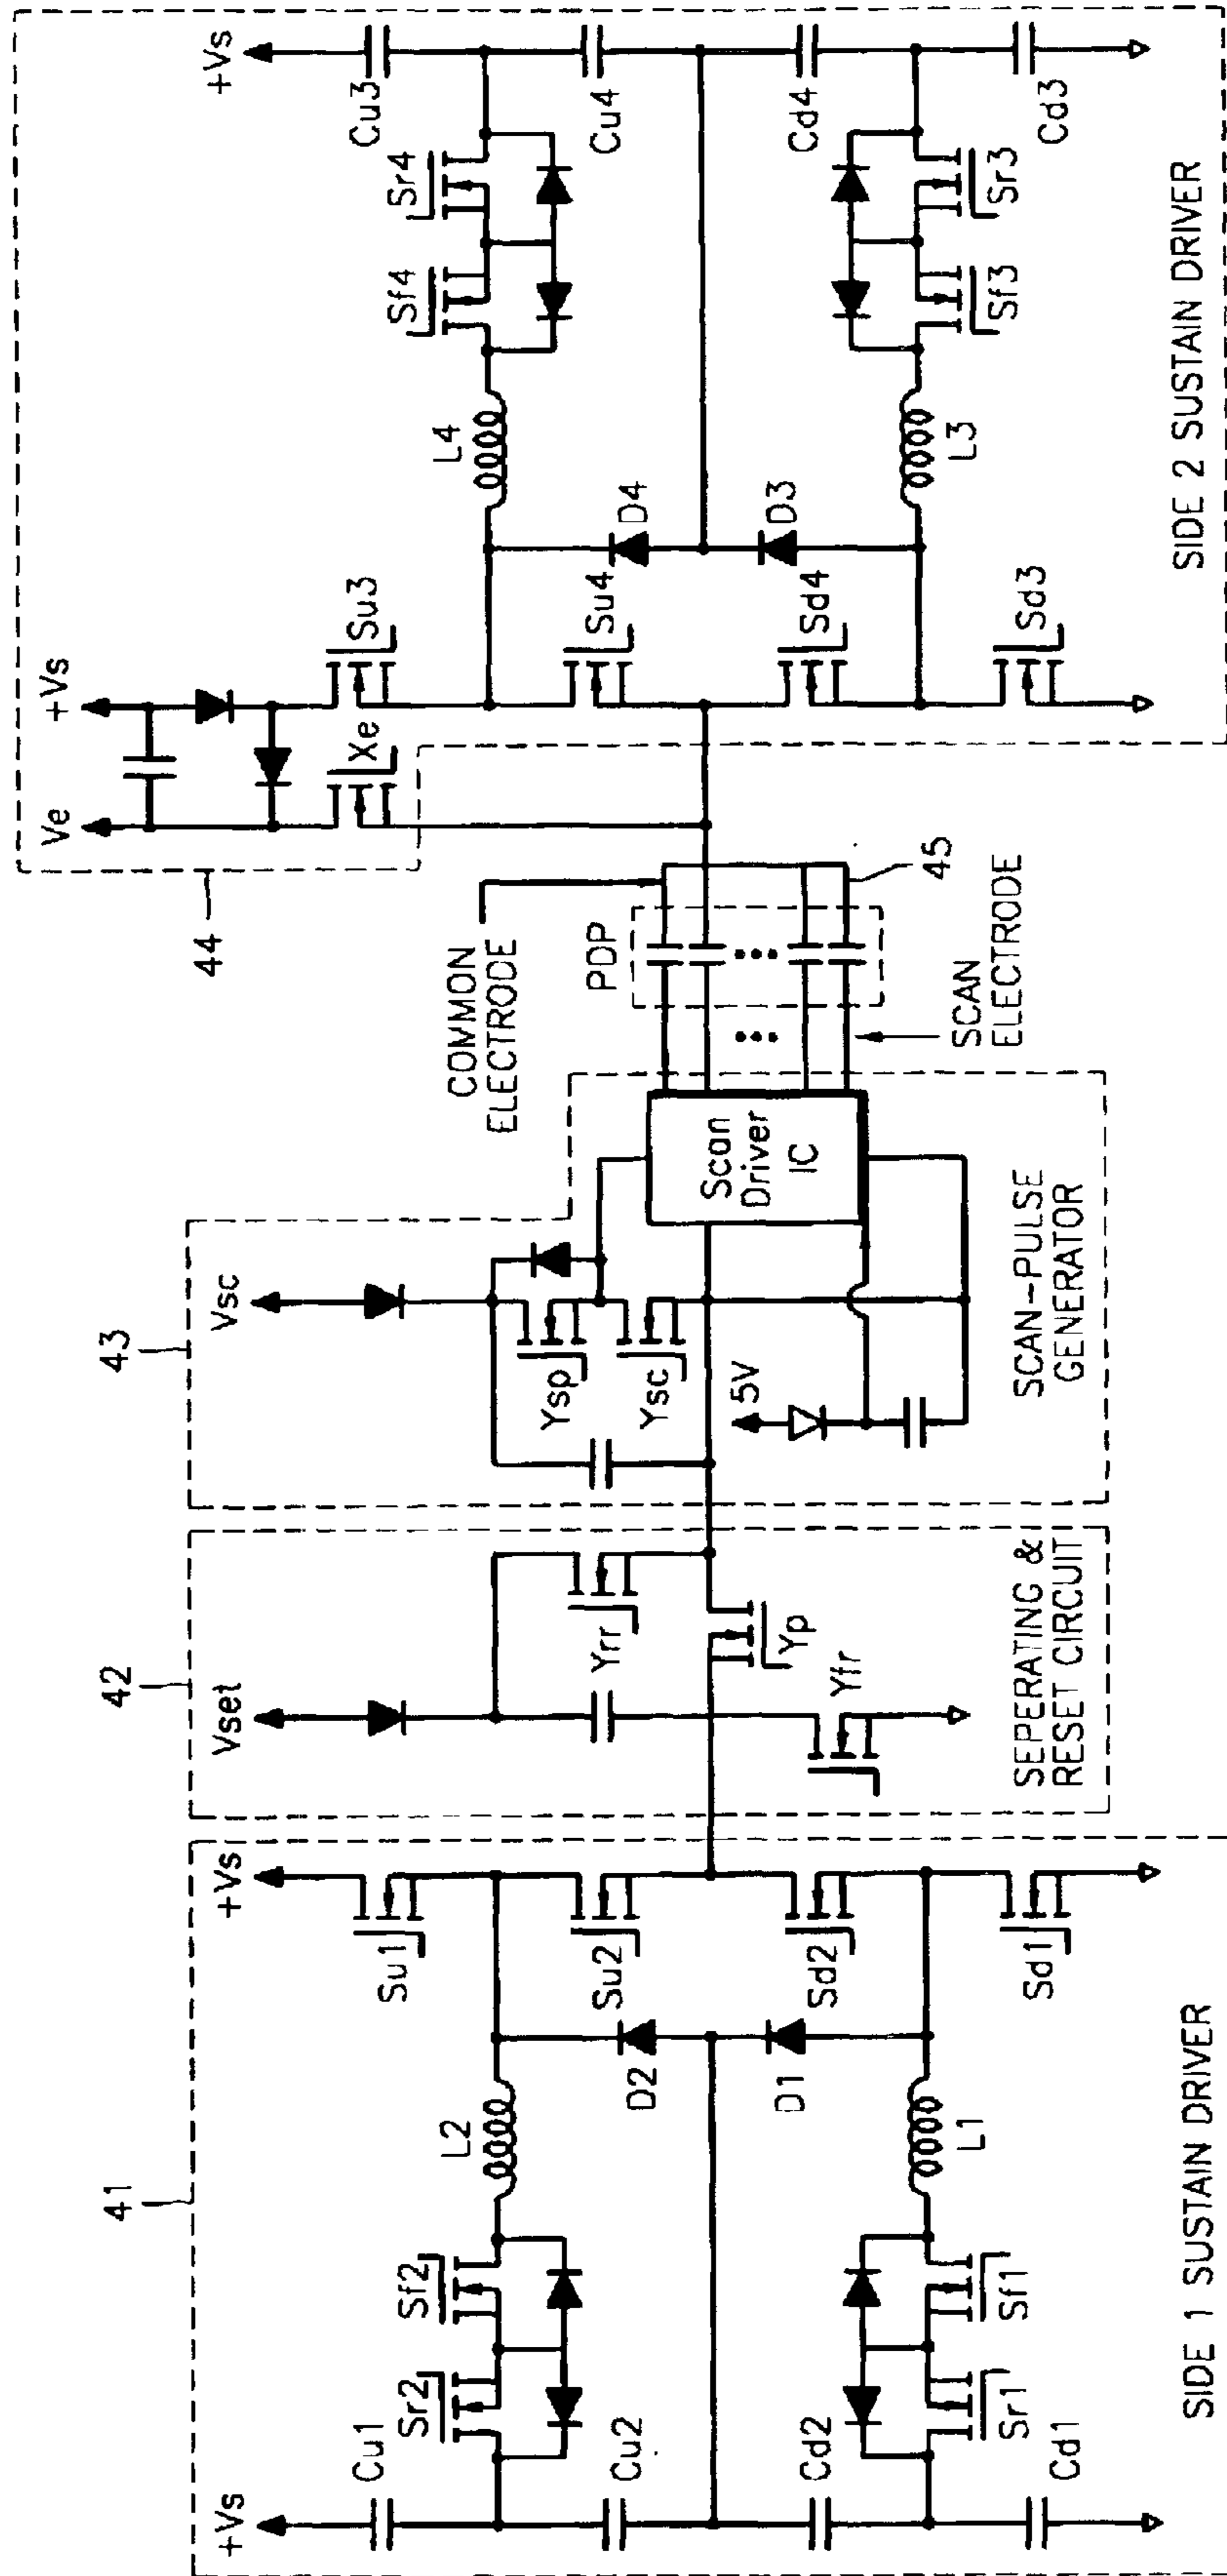 41
+Vs
Cu1
Sr2
Sf2
L2
Su1
+Vs
Cu2
D2
Su2
Cd2
D1
Sd2
Sr1
Sf1
L1
Cd1
Sd1
SIDE 1 SUSTAIN DRIVER
42
Vset
Yrr
Yp
Yfr
SEPERATING &
RESET CIRCUIT
43
Vsc
Ysp
Ysc
5V
Scan
Driver
IC
SCAN-PULSE
GENERATOR
COMMON
ELECTRODE
PDP
45
SCAN
ELECTRODE
44
Ve
+Vs
Xe
Su3
L4
Sf4
Sr4
+Vs
Cu3
Su4
D4
Cu4
Sd4
D3
Cd4
L3
Sf3
Sr3
Sd3
Cd3
SIDE 2 SUSTAIN DRIVER